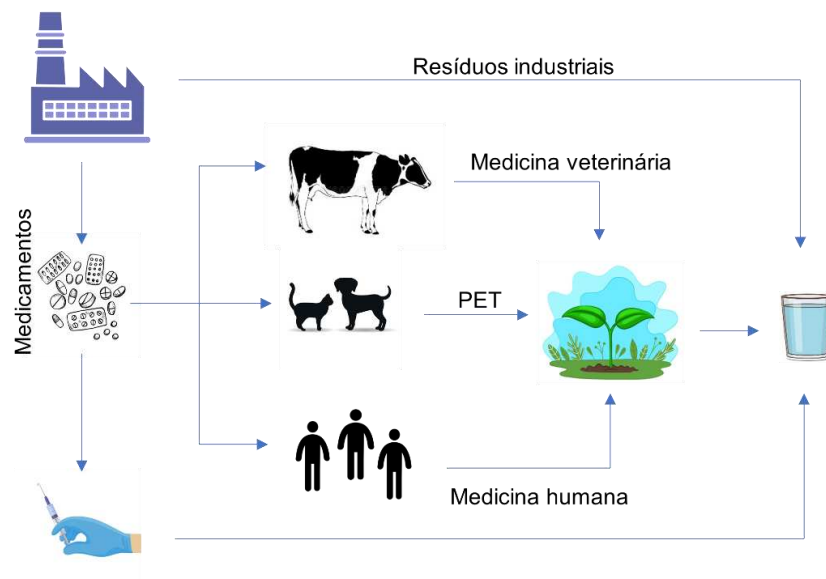 Resíduos industriais
Medicina veterinária
Medicamentos
PET
Medicina humana